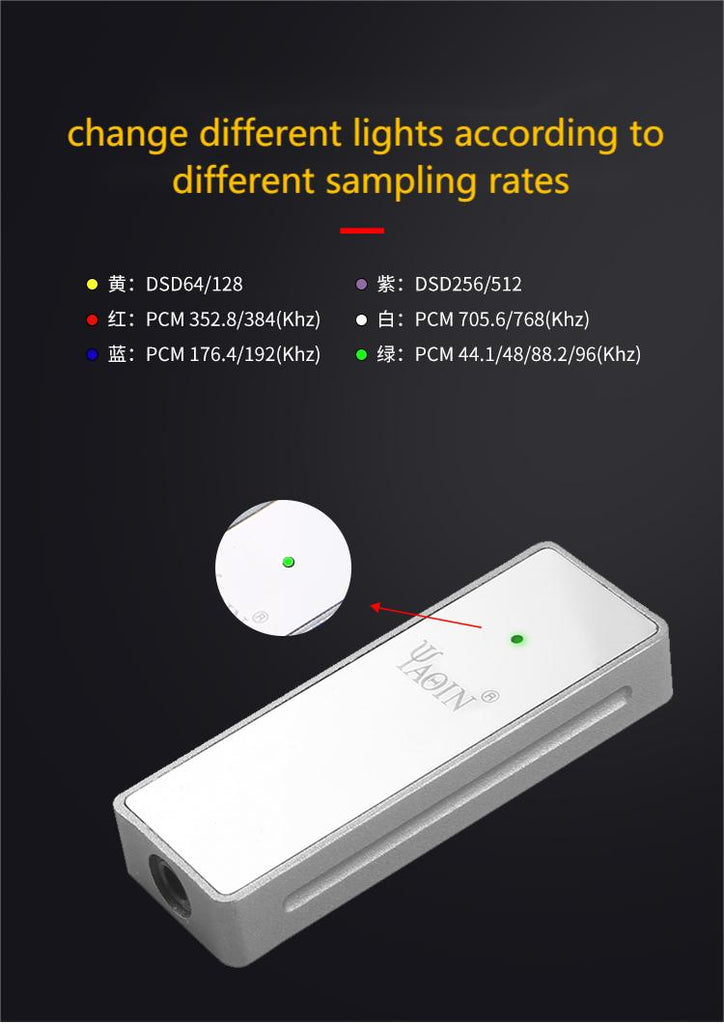 change different lights according to
different sampling rates
黄：DSD64/128
紫：DSD256/512
红：PCM 352.8/384(Khz)
白：PCM 705.6/768(Khz)
蓝：PCM 176.4/192(Khz)
绿：PCM 44.1/48/88.2/96(Khz)
®
YAQIN®